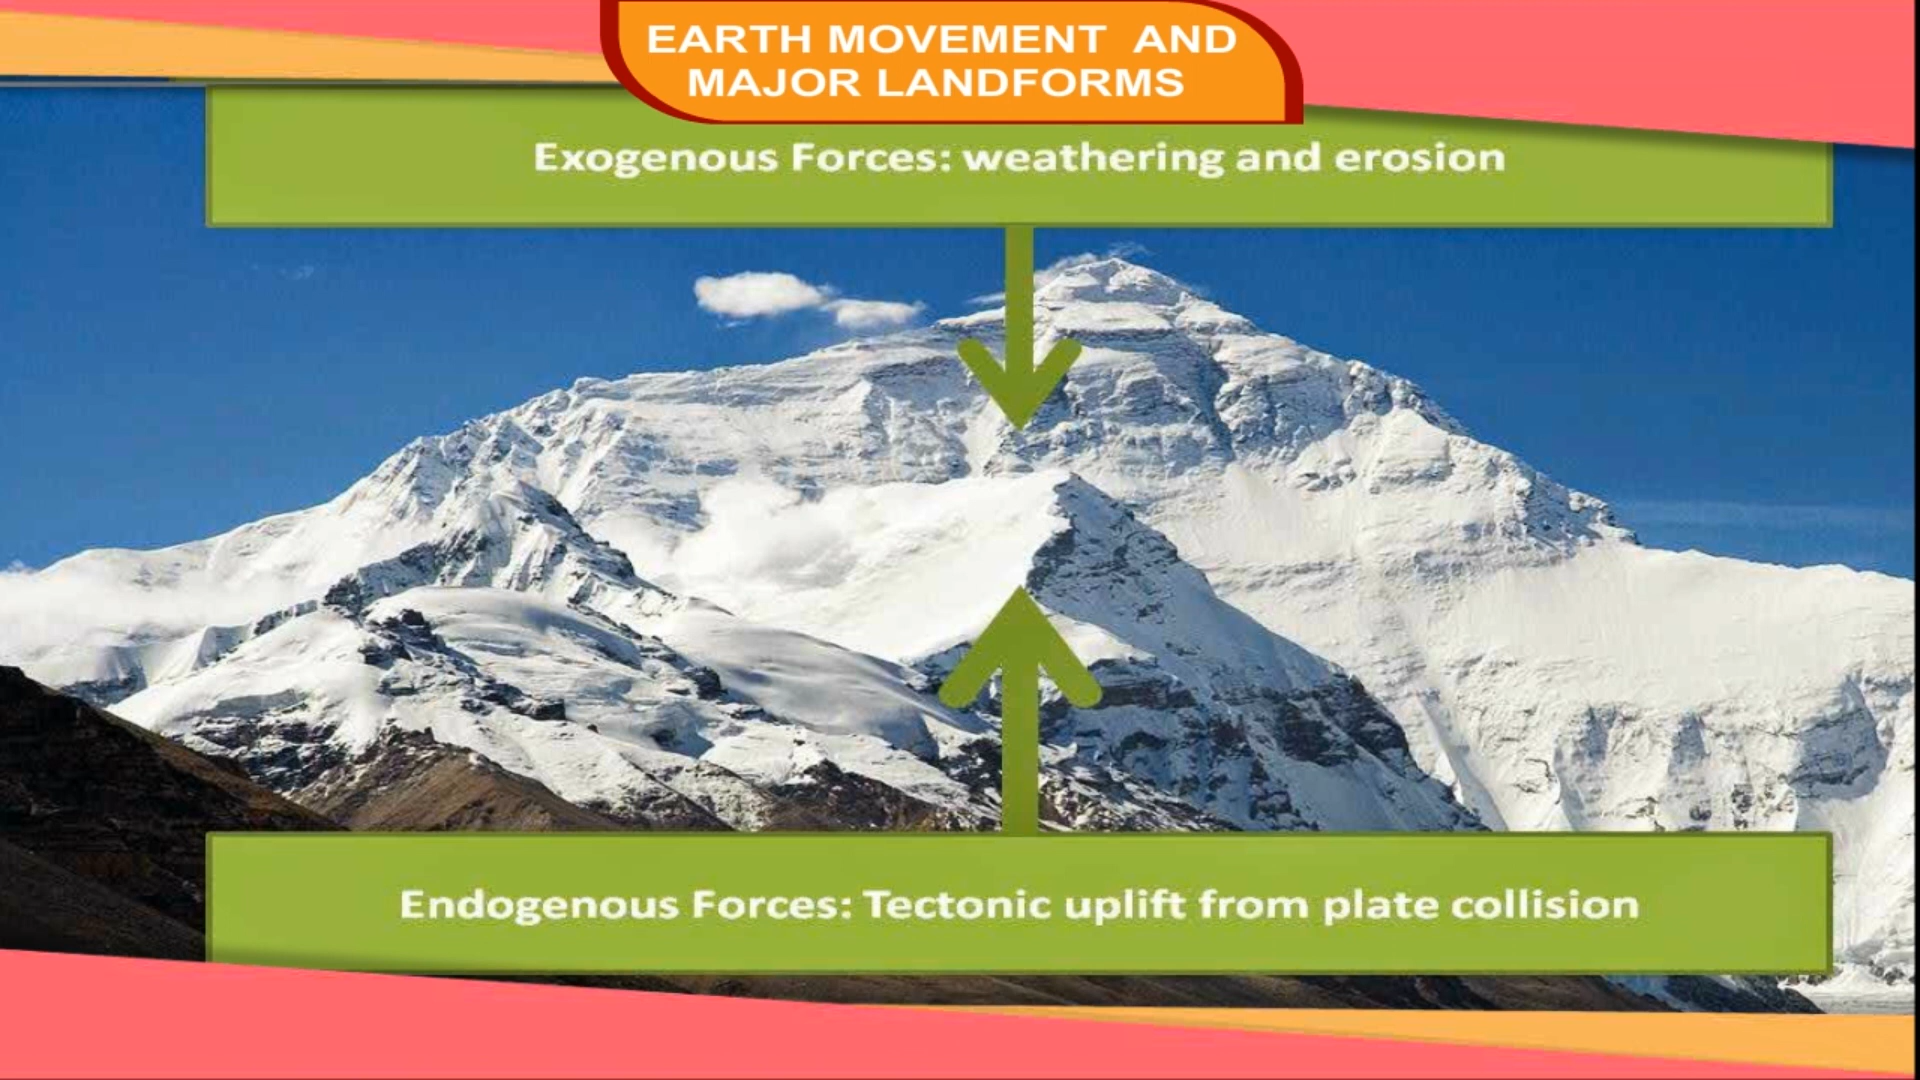 EARTH MOVEMENT AND
MAJOR LANDFORMS
Exogenous Forces: weathering and erosion
Endogenous Forces: Tectonic uplift from plate collision